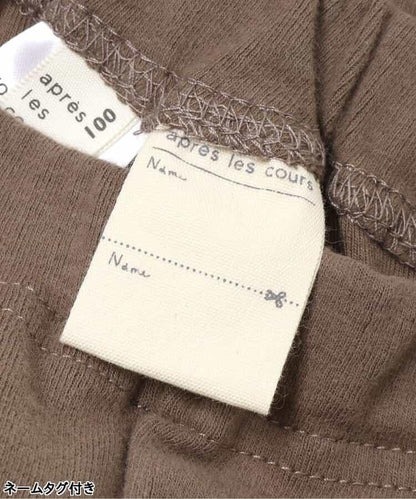 après
100
les
après les cours
Name
Name
ネームタグ付き